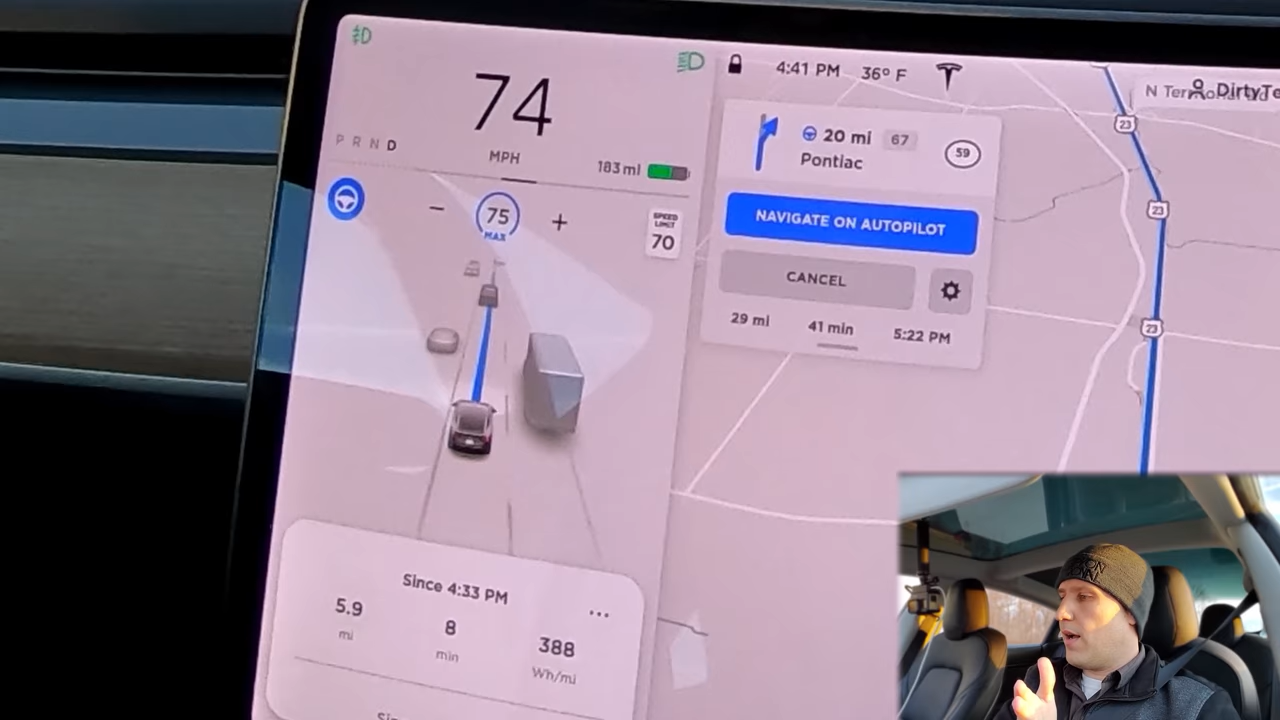 74
MPH
P R N D
183 mi
75
MAX
SPEED
LIMIT
70
4:41 PM 36° F
DirtyTe
20 mi 67
Pontiac
59
NAVIGATE ON AUTOPILOT
CANCEL
29 mi 41 min 5:22 PM
23
23
23
Since 4:33 PM
5.9
mi
8
min
388
Wh/mi